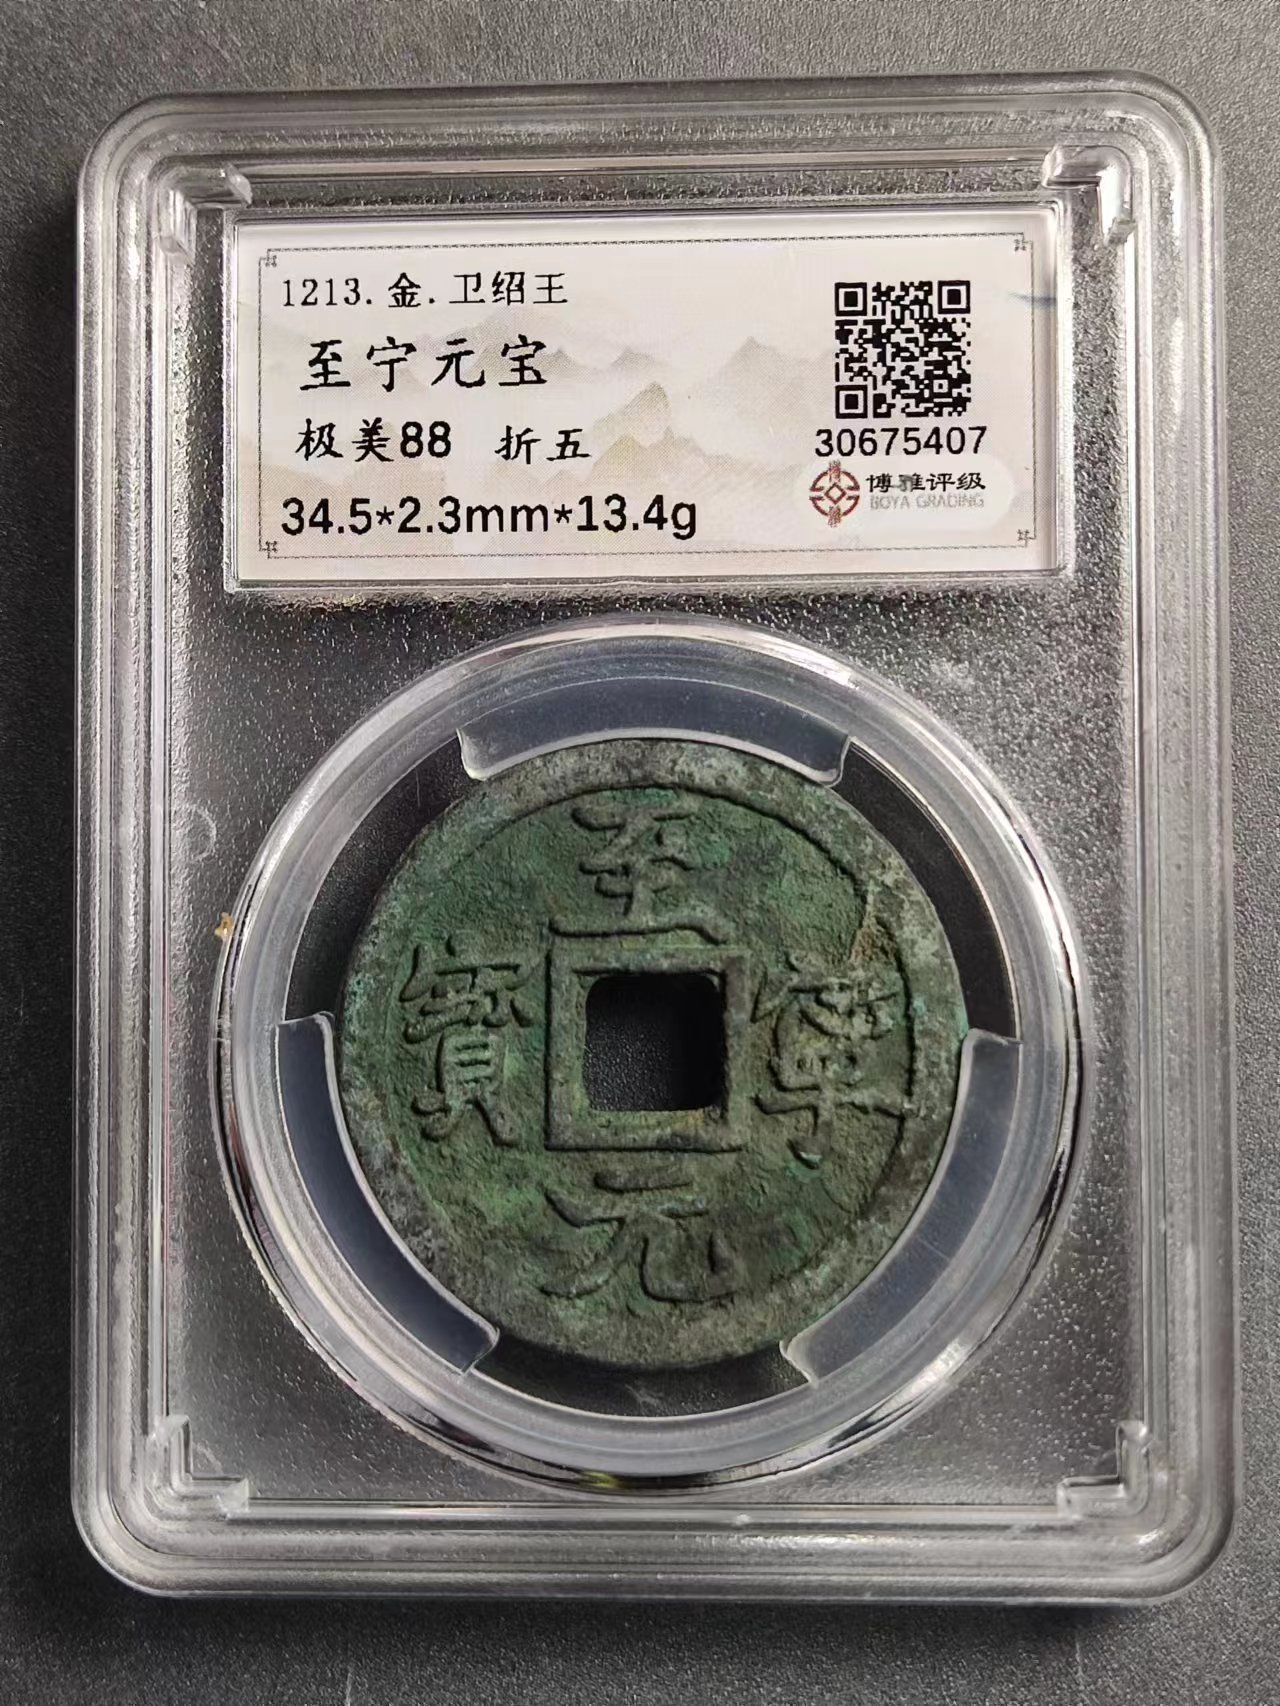 1213.金.卫绍王
至宁元宝
极美88 折五
34.5*2.3mm*13.4g
30675407
博雅评级
BOYA GRADING
至
寳 寧
元